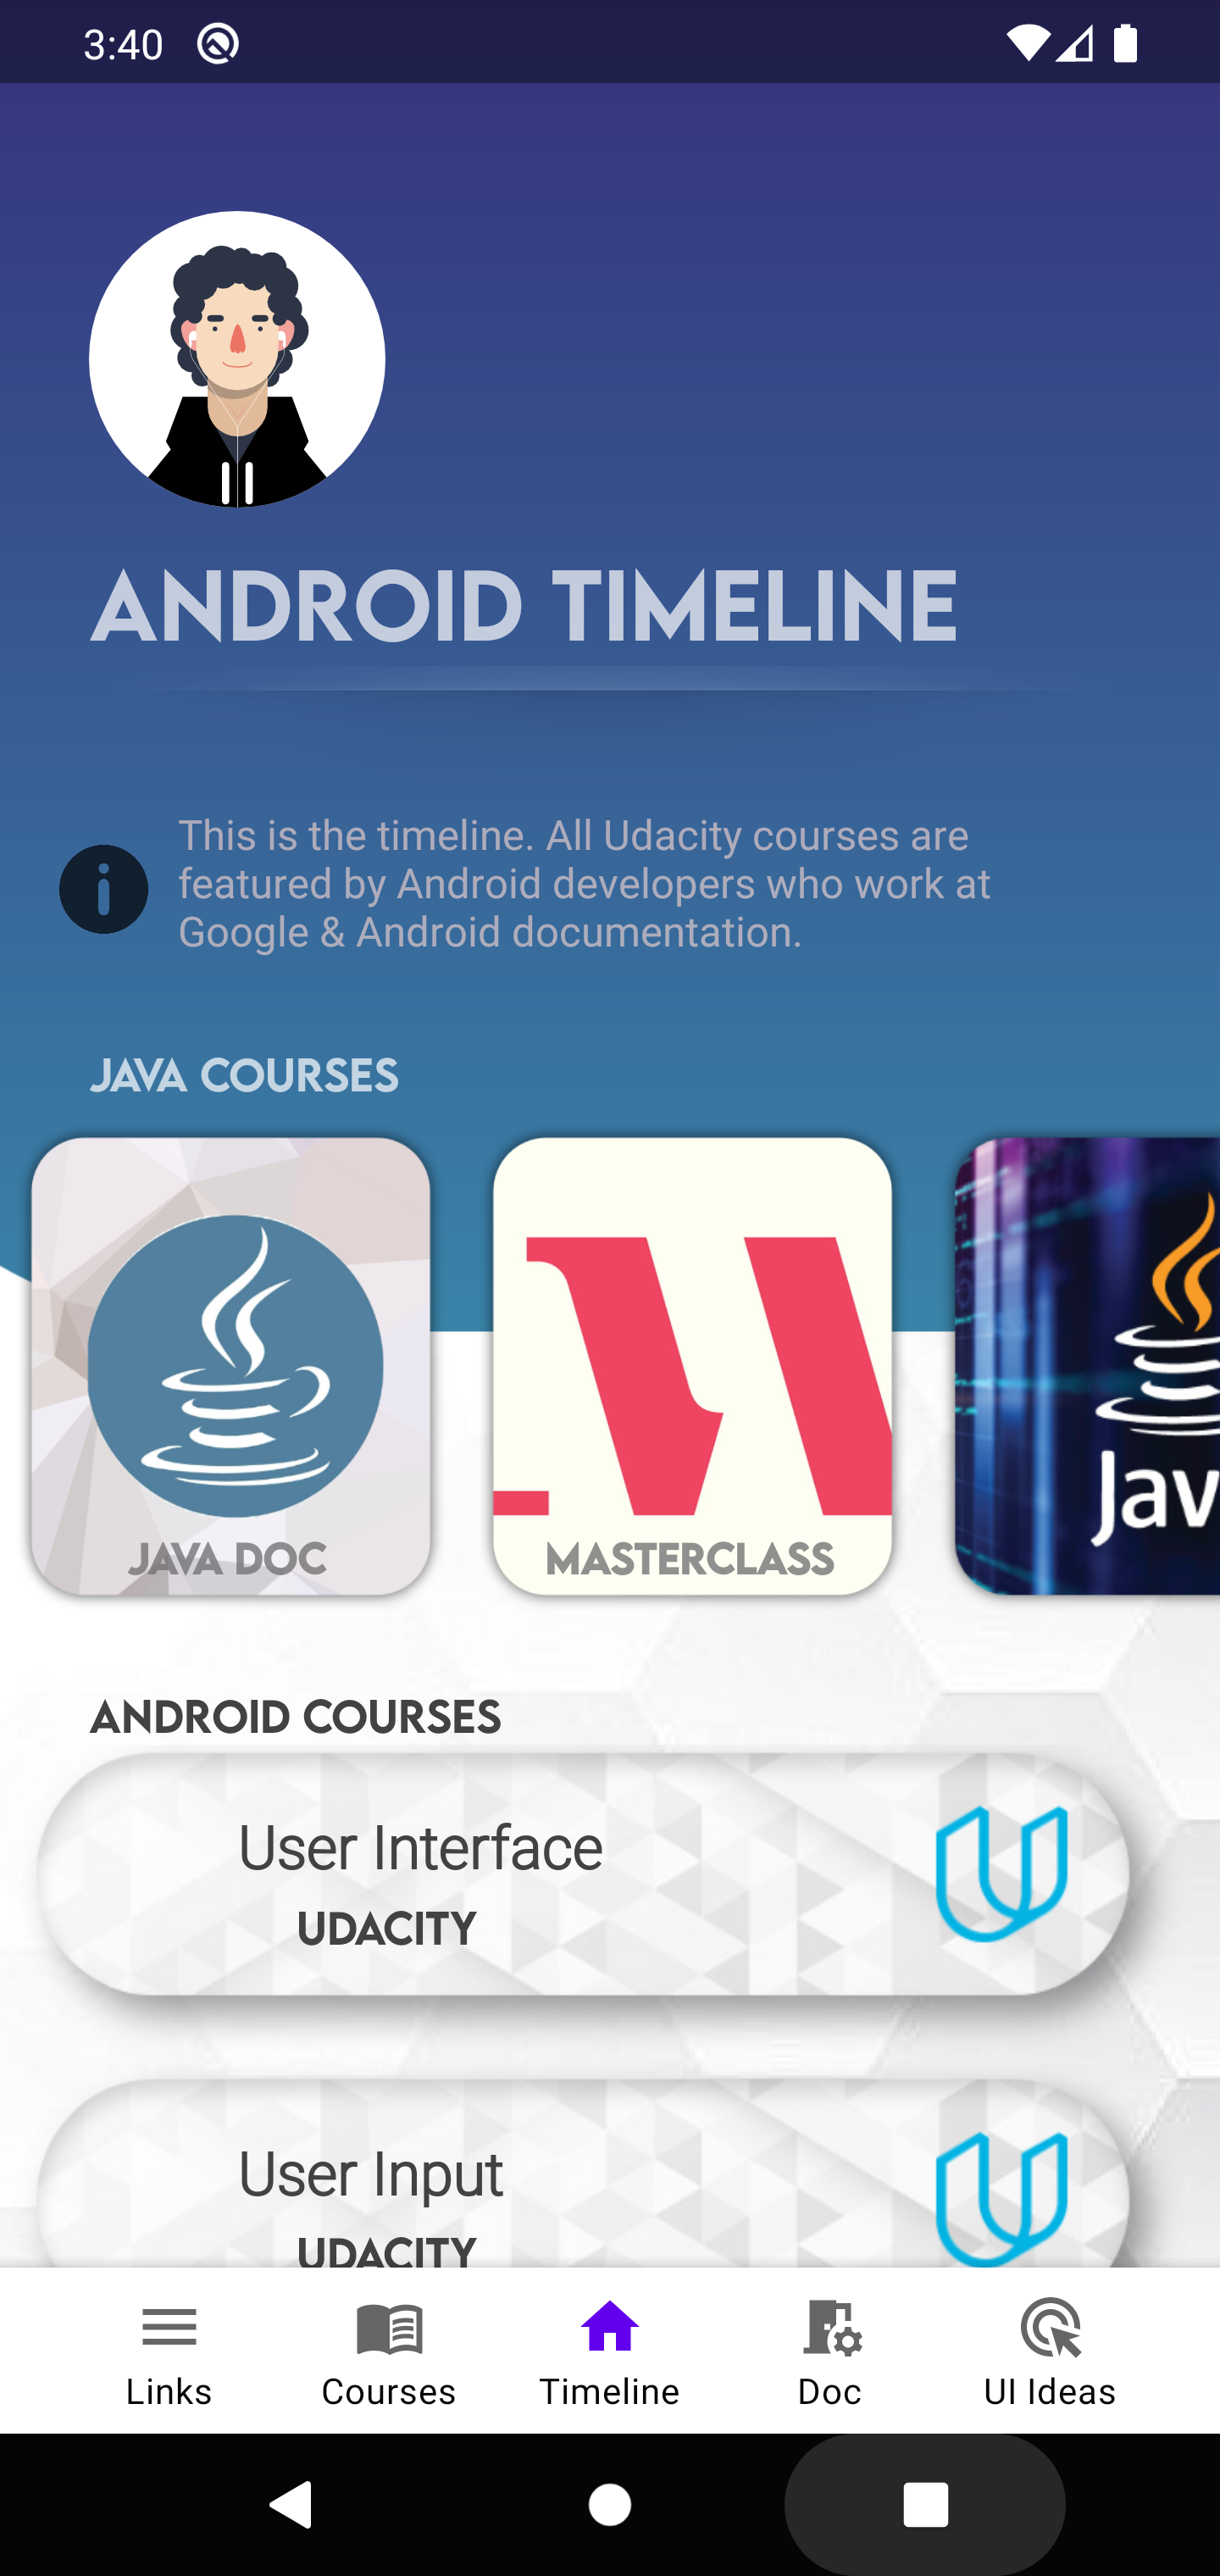 3:40
ANDROID TIMELINE
This is the timeline. All Udacity courses are
featured by Android developers who work at
Google & Android documentation.
JAVA COURSES
JAVA DOC
MASTERCLASS
Jav
ANDROID COURSES
User Interface
UDACITY
User Input
UDACITY
Links
Courses
Timeline
Doc
UI Ideas